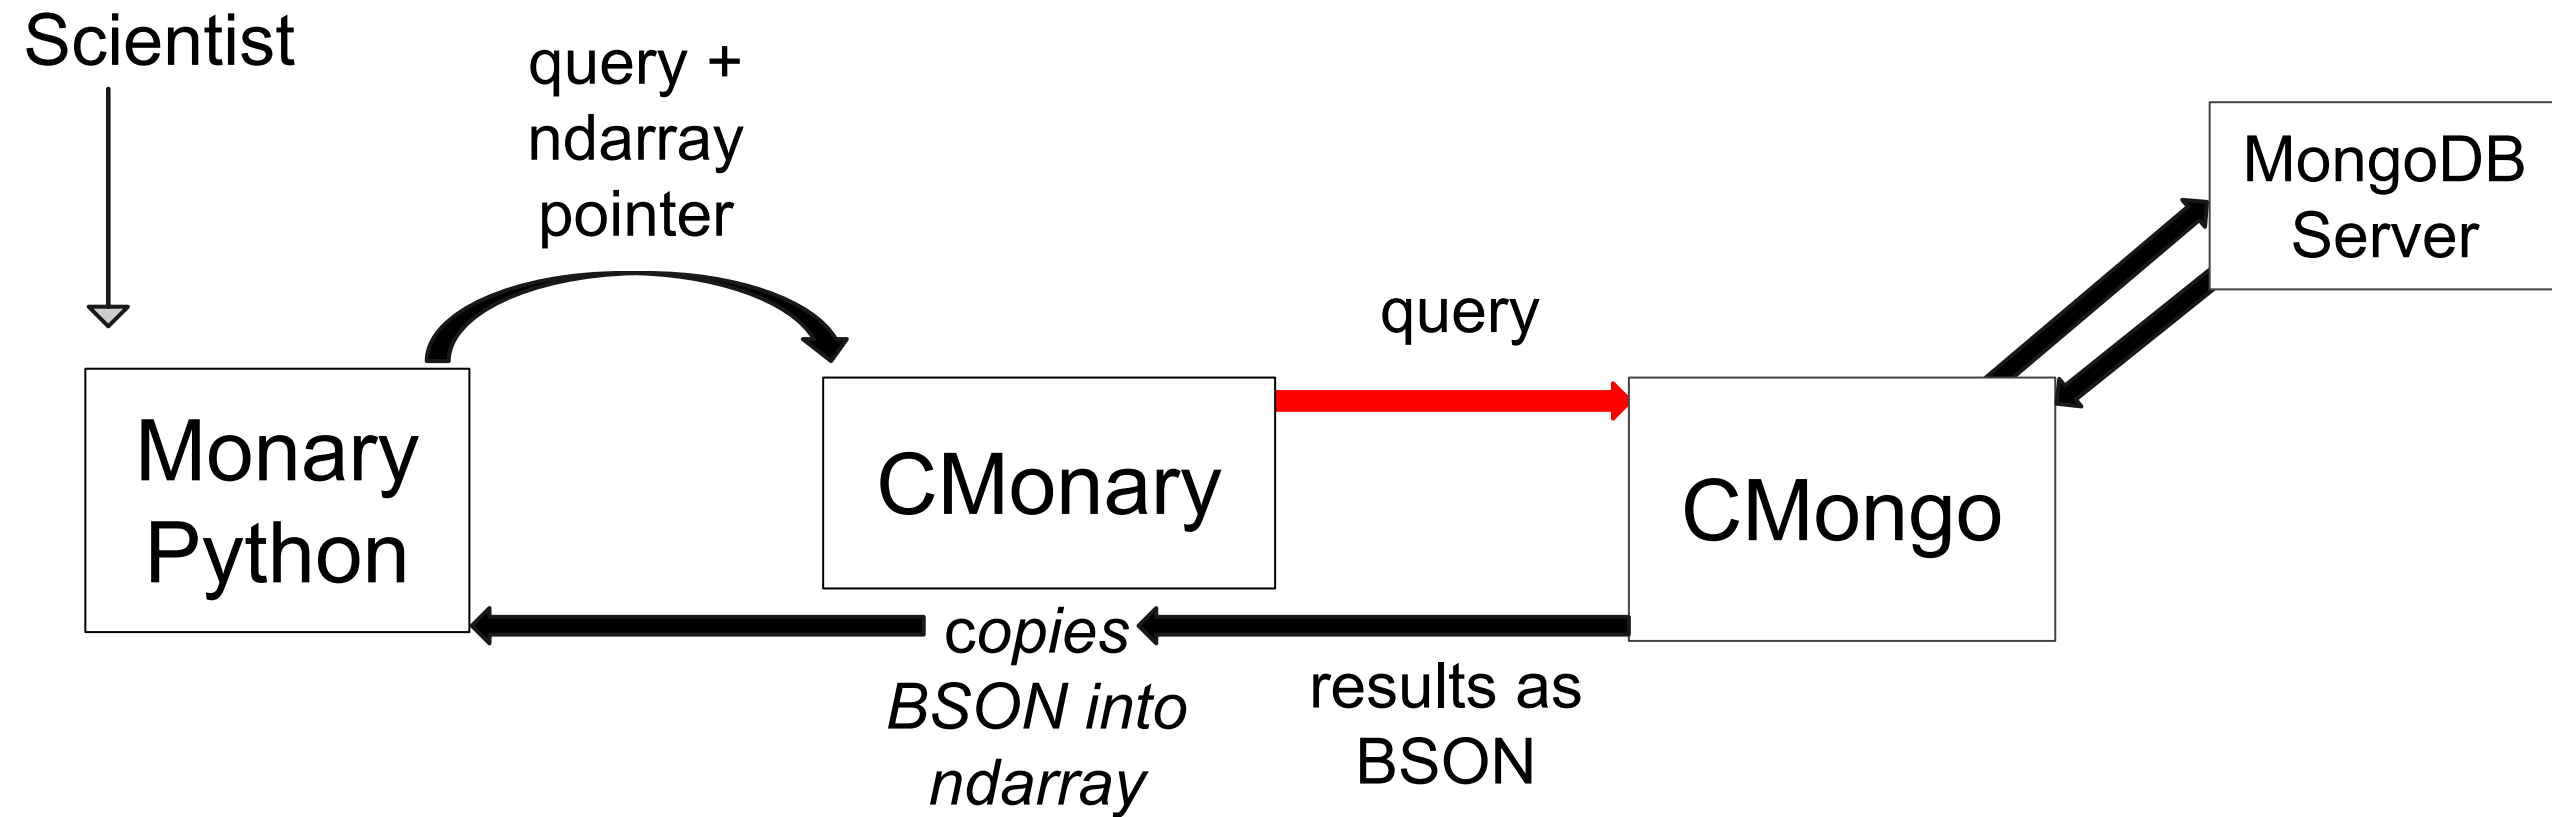 Scientist
query +
ndarray
pointer
MongoDB
Server
query
Monary
Python
CMonary
CMongo
copies
BSON into
ndarray
results as
BSON